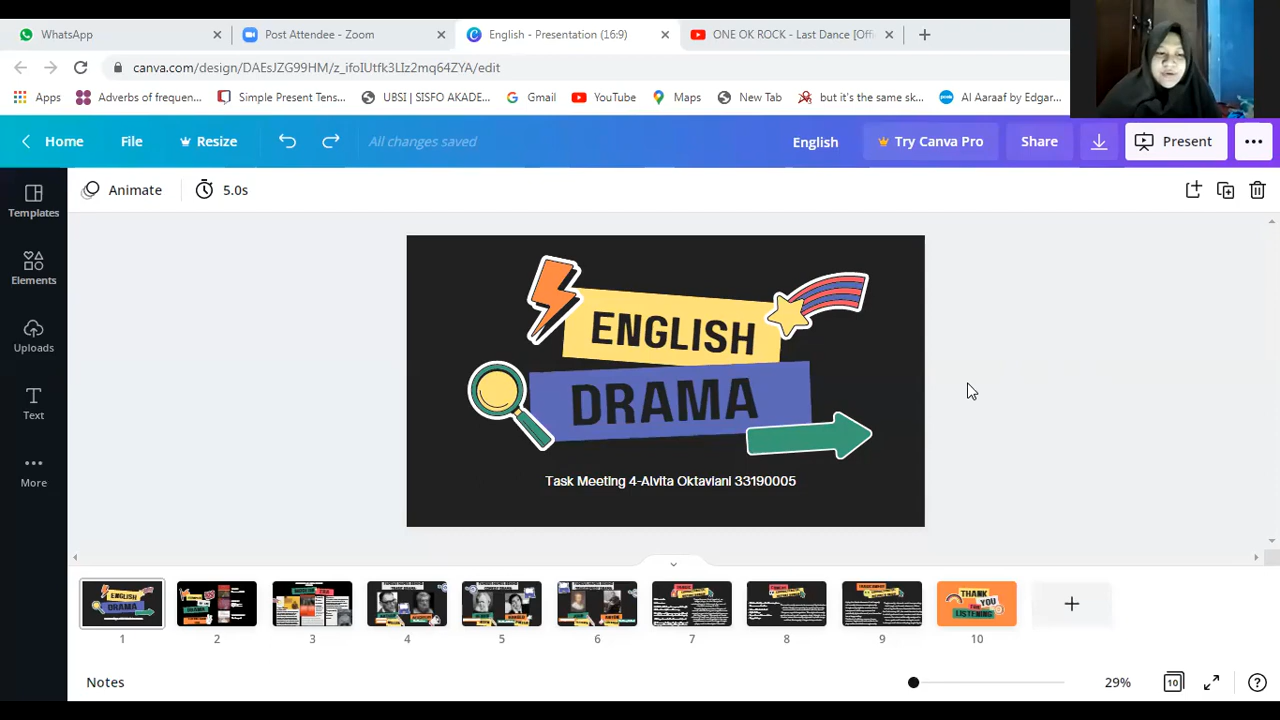 WhatsApp
Post Attendee - Zoom
English - Presentation (16:9)
ONE OK ROCK - Last Dance [Offi
canva.com/design/DAEsJZG99HM/z_ifoIUtfk3LIz2mq64ZYA/edit
Apps
Adverbs of frequen...
Simple Present Tens...
UBSI | SISFO AKADE...
Gmail
YouTube
Maps
New Tab
but it's the same sk...
Al Aaraaf by Edgar...
Home
File
Resize
All changes saved
English
Try Canva Pro
Share
Present
Animate
5.0s
Templates
Elements
Uploads
Text
More
ENGLISH
DRAMA
Task Meeting 4-Alvita Oktaviani 33190005
ENGLISH
DRAMA
THANK
YOU
LISTENING
1
2
3
4
5
6
7
8
9
10
Notes
29%
10